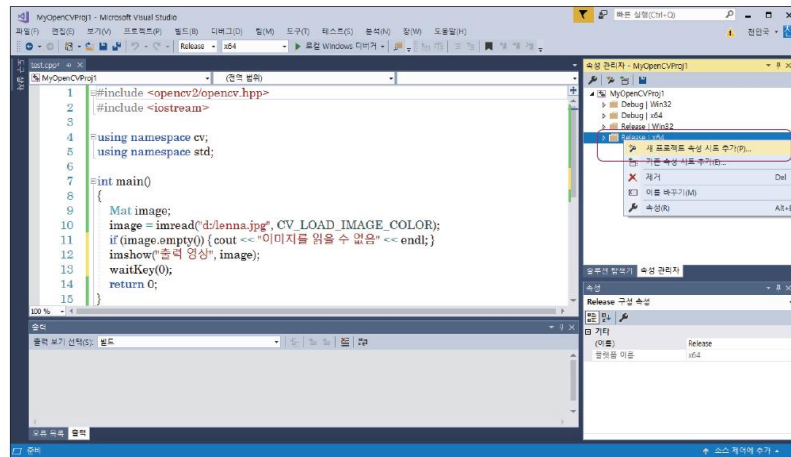 MyOpenCVProj1 - Microsoft Visual Studio
빠른 실행(Ctrl+Q)
파일(F) 편집(E) 보기(V) 프로젝트(P) 빌드(B) 디버그(D) 팀(M) 도구(T) 테스트(S) 분석(N) 창(W) 도움말(H)
전인국
Release x64 로컬 Windows 디버거
test.cpp*
MyOpenCVProj1 (전역 범위)
1 #include <opencv2/opencv.hpp>
2 #include <iostream>
3
4 using namespace cv;
5 using namespace std;
6
7 int main()
8 {
9 Mat image;
10 image = imread("d:/lenna.jpg", CV_LOAD_IMAGE_COLOR);
11 if (image.empty()) { cout << "이미지를 읽을 수 없음" << endl; }
12 imshow("출력 영상", image);
13 waitKey(0);
14 return 0;
15 }
100 %
출력
출력 보기 선택(S): 빌드
오류 목록 출력
속성 관리자 - MyOpenCVProj1
MyOpenCVProj1
Debug | Win32
Debug | x64
Release | Win32
Release | x64
새 프로젝트 속성 시트 추가(P)...
기존 속성 시트 추가(E)...
제거 Del
이름 바꾸기(M)
속성(R) Alt+E
솔루션 탐색기 속성 관리자
속성
Release 구성 속성
기타
(이름) Release
플랫폼 이름 x64
준비
소스 제어에 추가